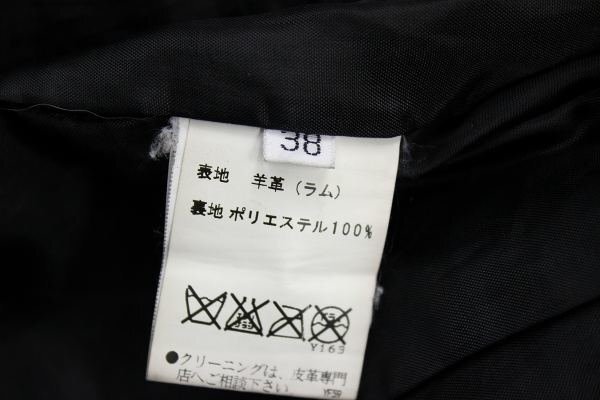 38
表地 羊革(ラム)
裏地 ポリエステル100%
Y163
●クリーニングは、皮革専門
店へご相談下さい
YF59